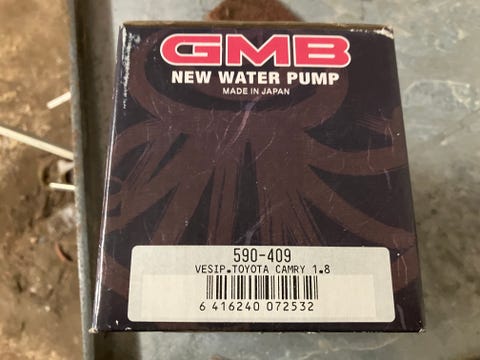 GMB
NEW WATER PUMP
MADE IN JAPAN
590-409
VESIP.TOYOTA CAMRY 1.8
6 416240 072532